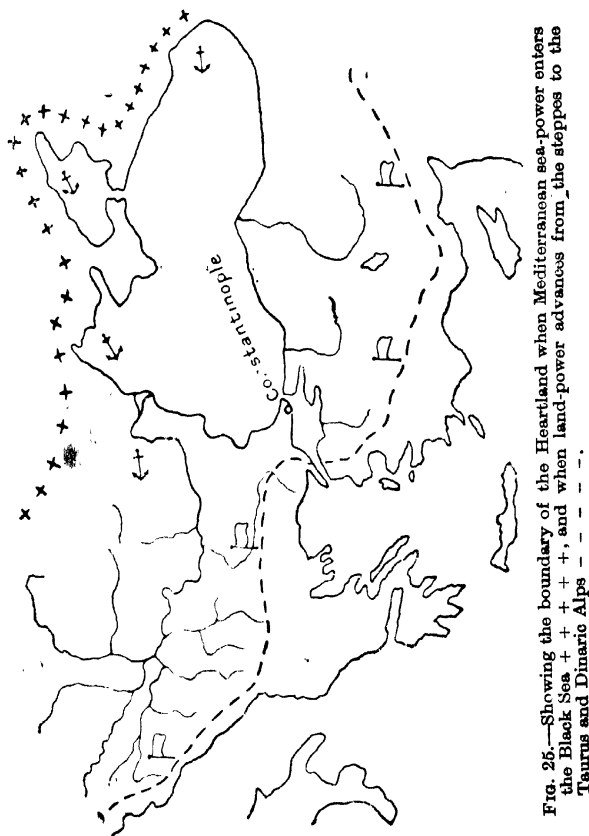 Constantinople
FIG. 25.—Showing the boundary of the Heartland when Mediterranean sea-power enters
the Black Sea + + + + + +, and when land-power advances from the steppes to the
Taurus and Dinaric Alps – – – – – –.